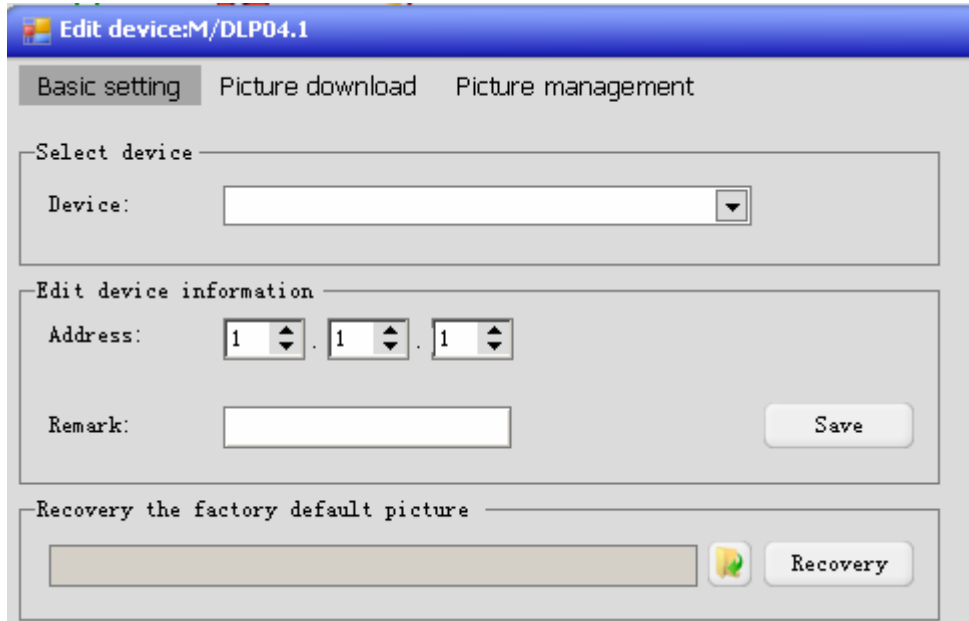 Edit device:M/DLP04.1
Basic setting Picture download Picture management
Select device
Device:
Edit device information
Address: 1 . 1 . 1
Remark: Save
Recovery the factory default picture
Recovery